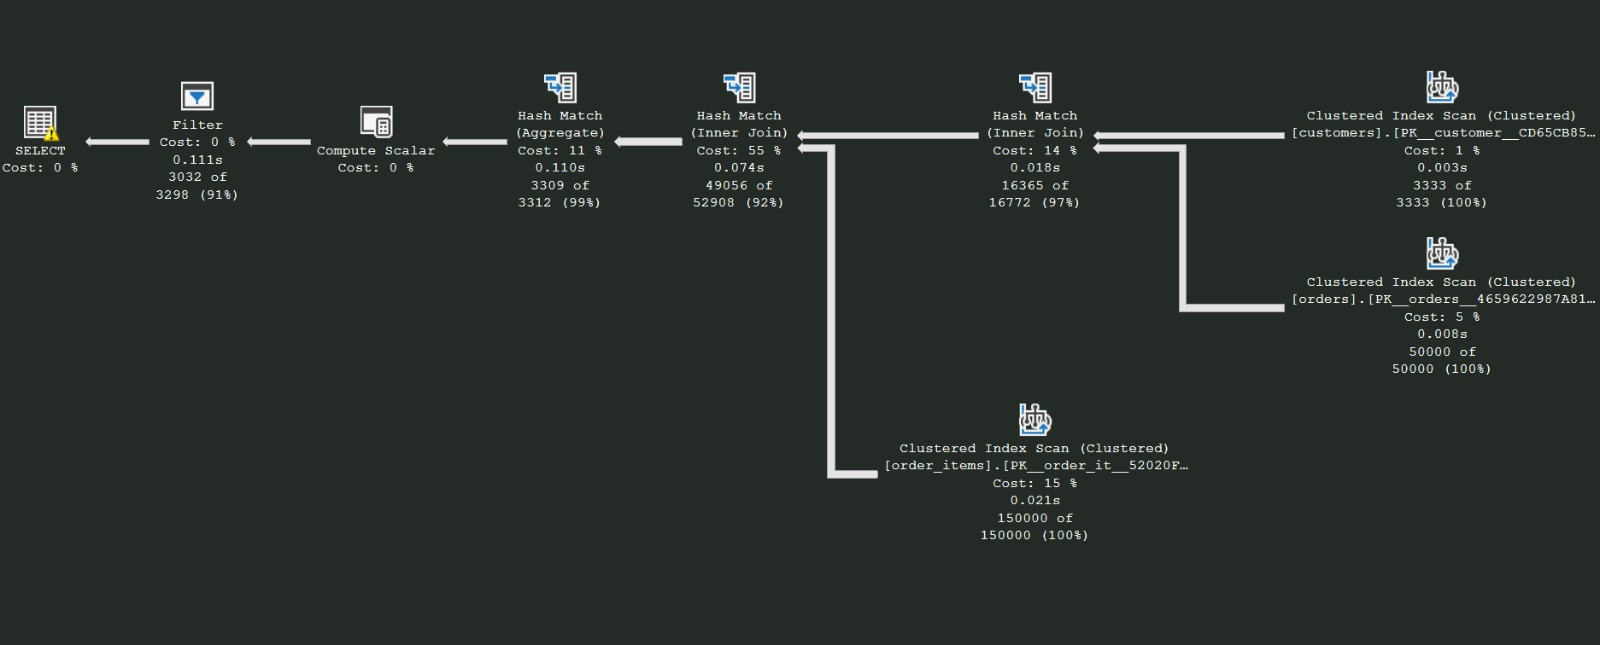 SELECT
Cost: 0 %
Filter
Cost: 0 %
0.111s
3032 of
3298 (91%)
Compute Scalar
Cost: 0 %
Hash Match
(Aggregate)
Cost: 11 %
0.110s
3309 of
3312 (99%)
Hash Match
(Inner Join)
Cost: 55 %
0.074s
49056 of
52908 (92%)
Hash Match
(Inner Join)
Cost: 14 %
0.018s
16365 of
16772 (97%)
Clustered Index Scan (Clustered)
[customers].[PK__customer__CD65CB85…
Cost: 1 %
0.003s
3333 of
3333 (100%)
Clustered Index Scan (Clustered)
[orders].[PK__orders__4659622987A81…
Cost: 5 %
0.008s
50000 of
50000 (100%)
Clustered Index Scan (Clustered)
[order_items].[PK__order_it__52020F…
Cost: 15 %
0.021s
150000 of
150000 (100%)